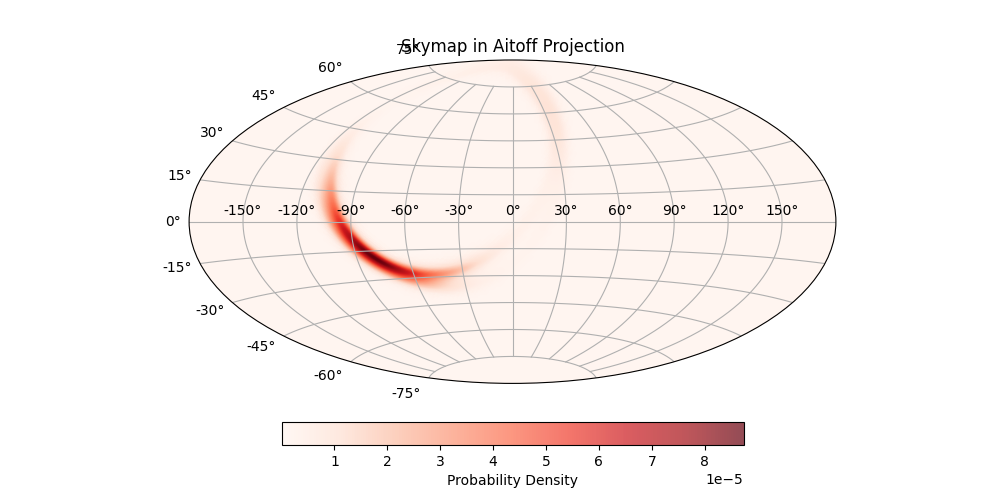 Skymap in Aitoff Projection
75°
60°
45°
30°
15°
-150° -120° -90° -60° -30° 0° 30° 60° 90° 120° 150°
0°
-15°
-30°
-45°
-60°
-75°
1 2 3 4 5 6 7 8
1e−5
Probability Density